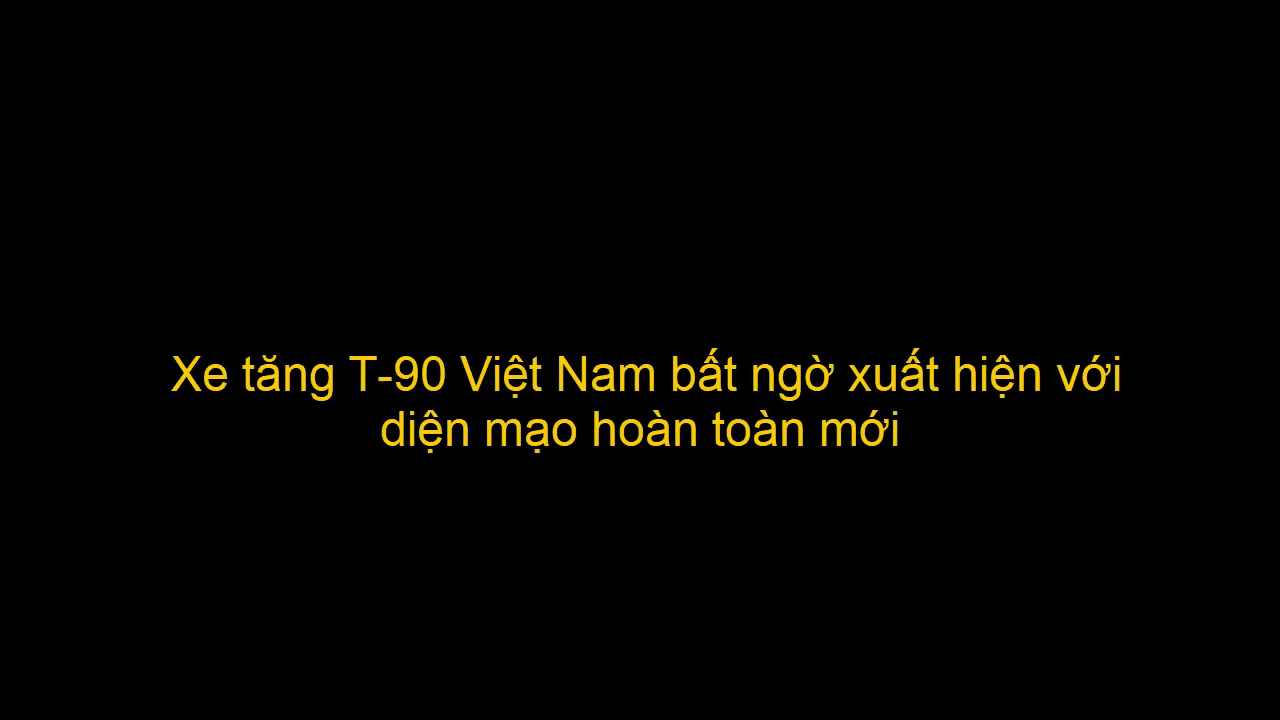 Xe tăng T-90 Việt Nam bất ngờ xuất hiện với
diện mạo hoàn toàn mới